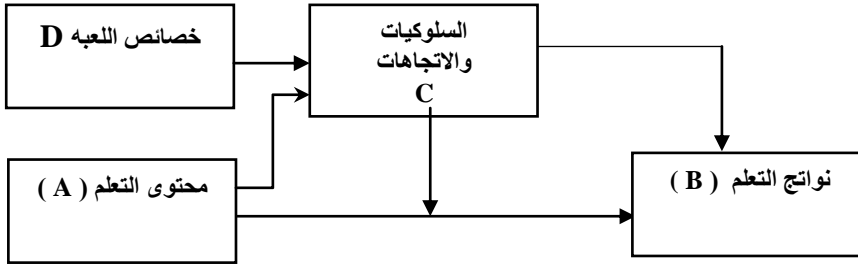 خصائص اللعبه D
السلوكيات
والاتجاهات
C
محتوى التعلم ( A )
نواتج التعلم ( B )